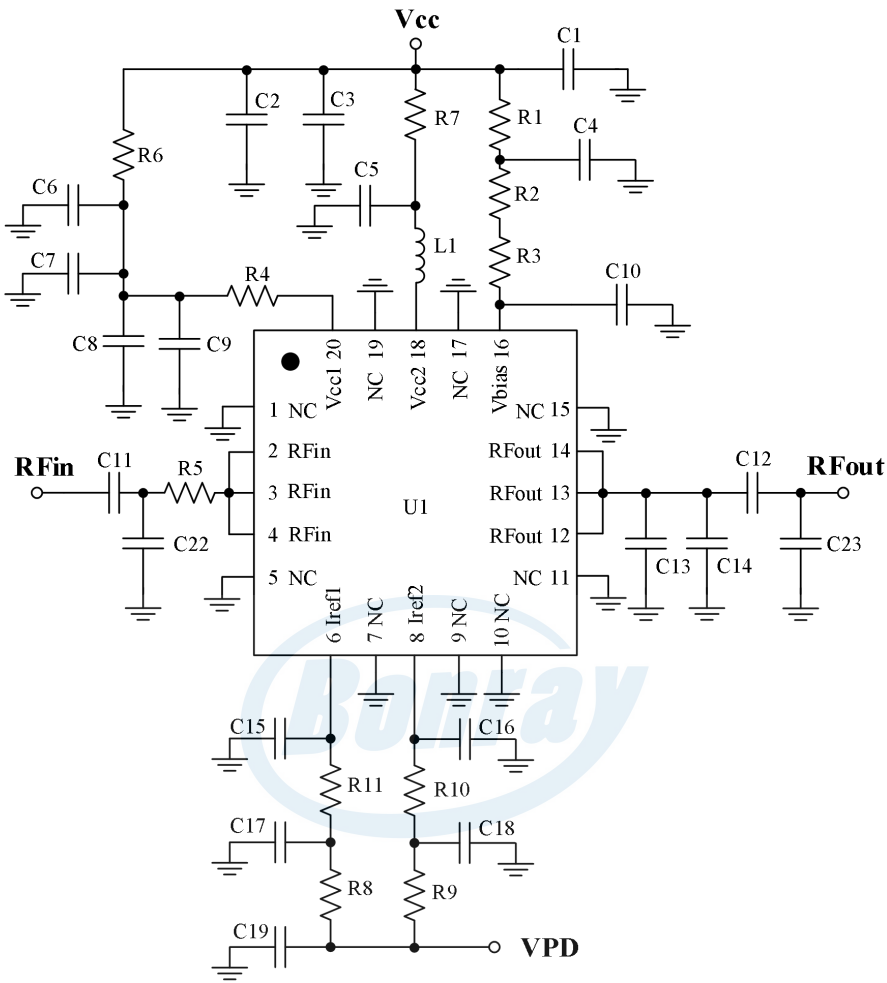 Vcc
C1
C2
C3
R7
R1
C4
R6
C5
R2
C6
L1
R3
C7
R4
C10
C8
C9
Vcc1 20
NC 19
Vcc2 18
NC 17
Vbias 16
1 NC
NC 15
2 RFin
RFout 14
RFin
C11
R5
3 RFin
RFout 13
C12
RFout
U1
4 RFin
RFout 12
C22
C13
C14
C23
5 NC
NC 11
6 Iref1
7 NC
8 Iref2
9 NC
10 NC
Bonray
C15
C16
R11
R10
C17
C18
R8
R9
C19
VPD